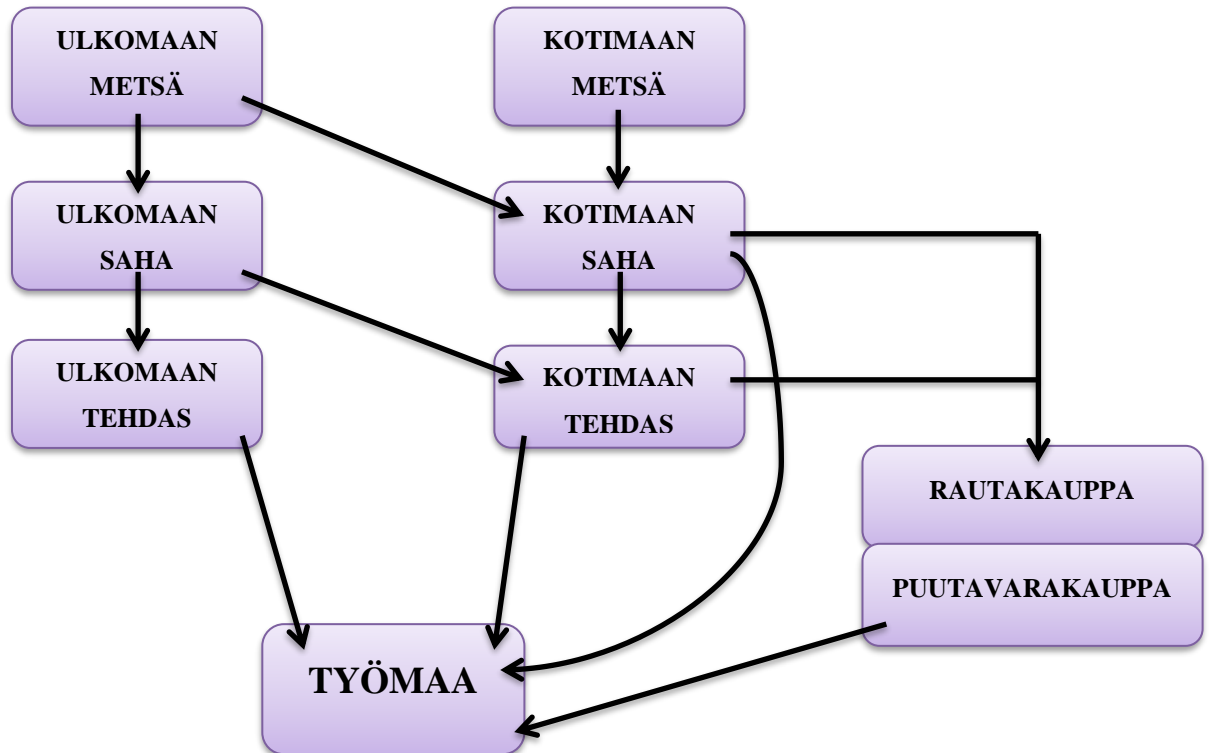 ULKOMAAN
METSÄ
KOTIMAAN
METSÄ
ULKOMAAN
SAHA
KOTIMAAN
SAHA
ULKOMAAN
TEHDAS
KOTIMAAN
TEHDAS
RAUTAKAUPPA
PUUTAVARAKAUPPA
TYÖMAA